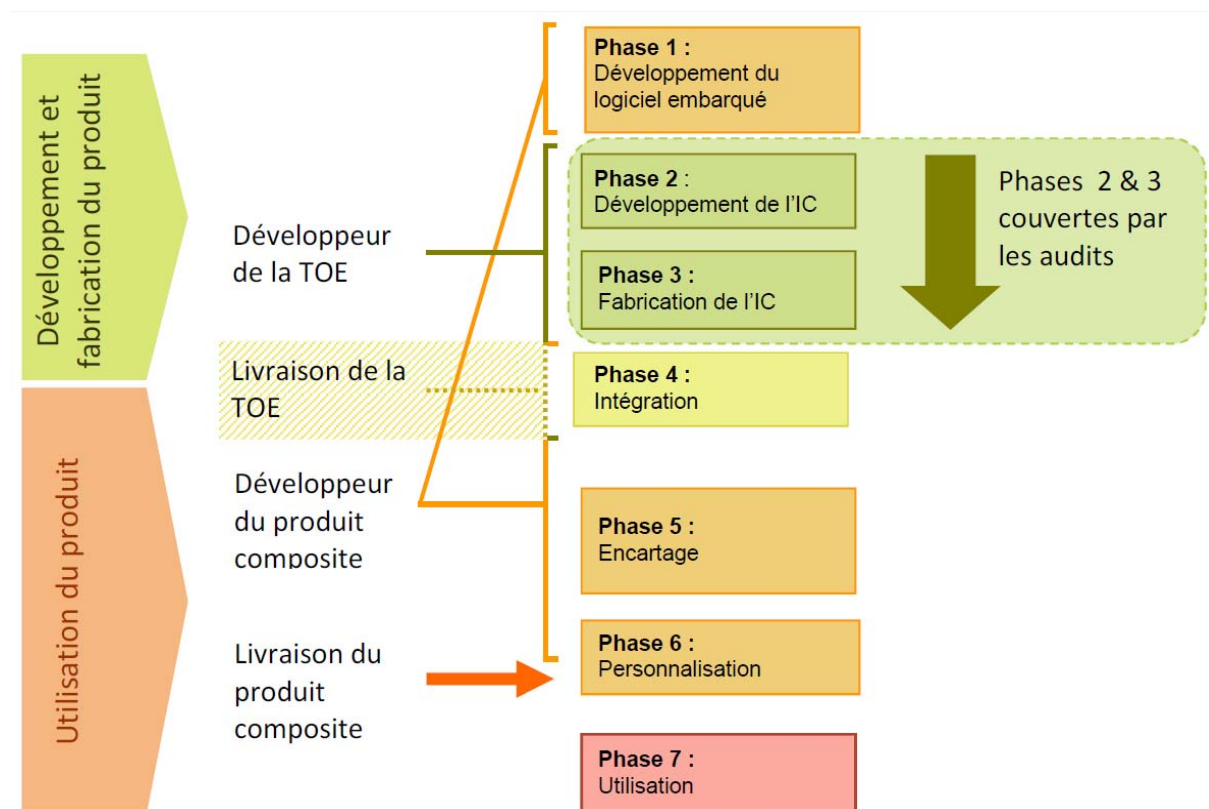 Développement et
fabrication du produit
Utilisation du produit
Développeur
de la TOE
Livraison de la
TOE
Développeur
du produit
composite
Livraison du
produit
composite
Phase 1 :
Développement du
logiciel embarqué
Phase 2 :
Développement de l'IC
Phase 3 :
Fabrication de l'IC
Phases 2 & 3
couvertes par
les audits
Phase 4 :
Intégration
Phase 5 :
Encartage
Phase 6 :
Personnalisation
Phase 7 :
Utilisation